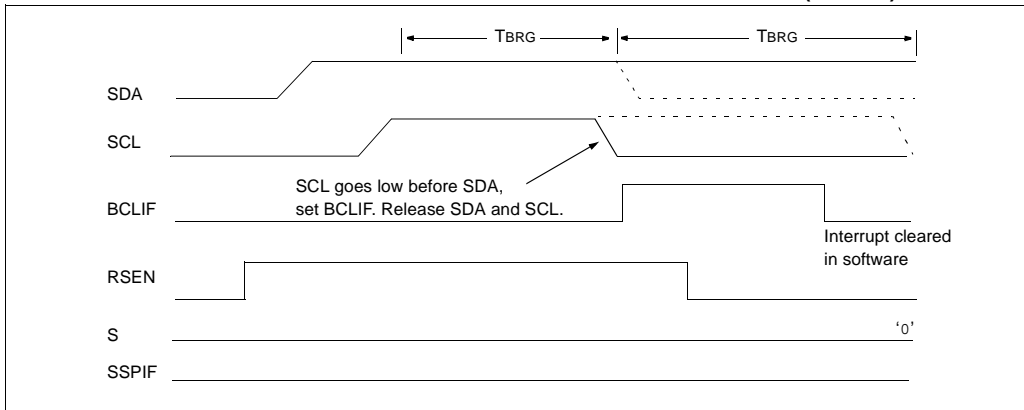 TBRG
TBRG
SDA
SCL
SCL goes low before SDA,
set BCLIF. Release SDA and SCL.
BCLIF
Interrupt cleared
in software
RSEN
S
‘0’
SSPIF